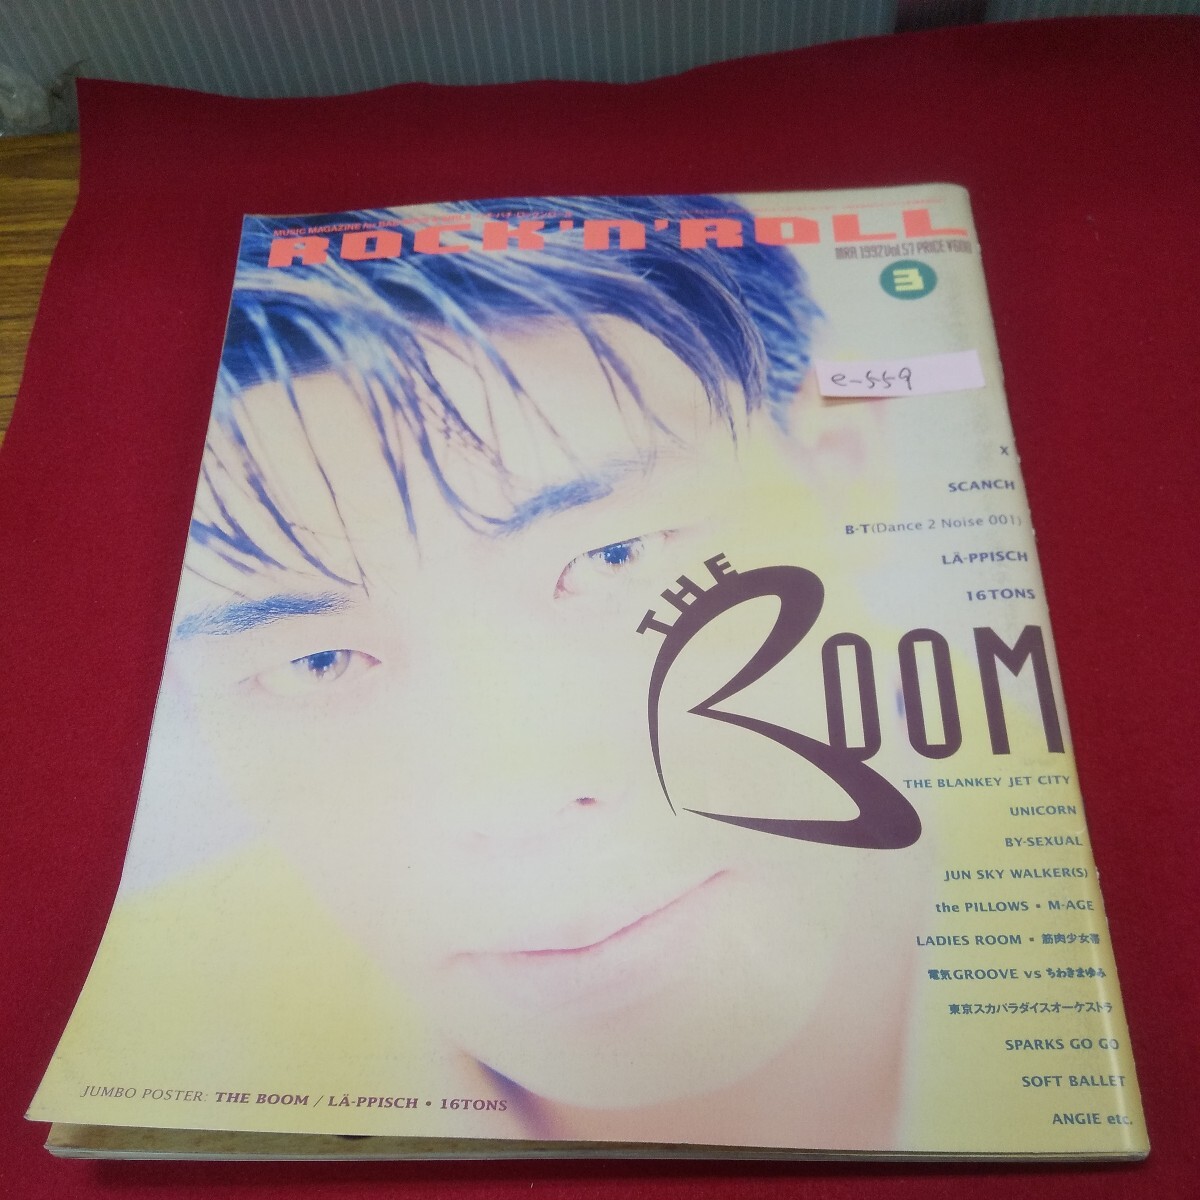 MUSIC MAGAZINE for
ROCK'N'ROLL
MAR 1992 Vol.57 PRICE ¥600
3
e-559
X
SCANCH
B-T(Dance 2 Noise 001)
LÄ-PPISCH
16TONS
THE BOOM
THE BLANKEY JET CITY
UNICORN
BY-SEXUAL
JUN SKY WALKER(S)
the PILLOWS • M-AGE
LADIES ROOM • 筋肉少女帯
電気GROOVE vs ちわきまゆみ
東京スカパラダイスオーケストラ
SPARKS GO GO
SOFT BALLET
ANGIE etc.
JUMBO POSTER: THE BOOM / LÄ-PPISCH • 16TONS